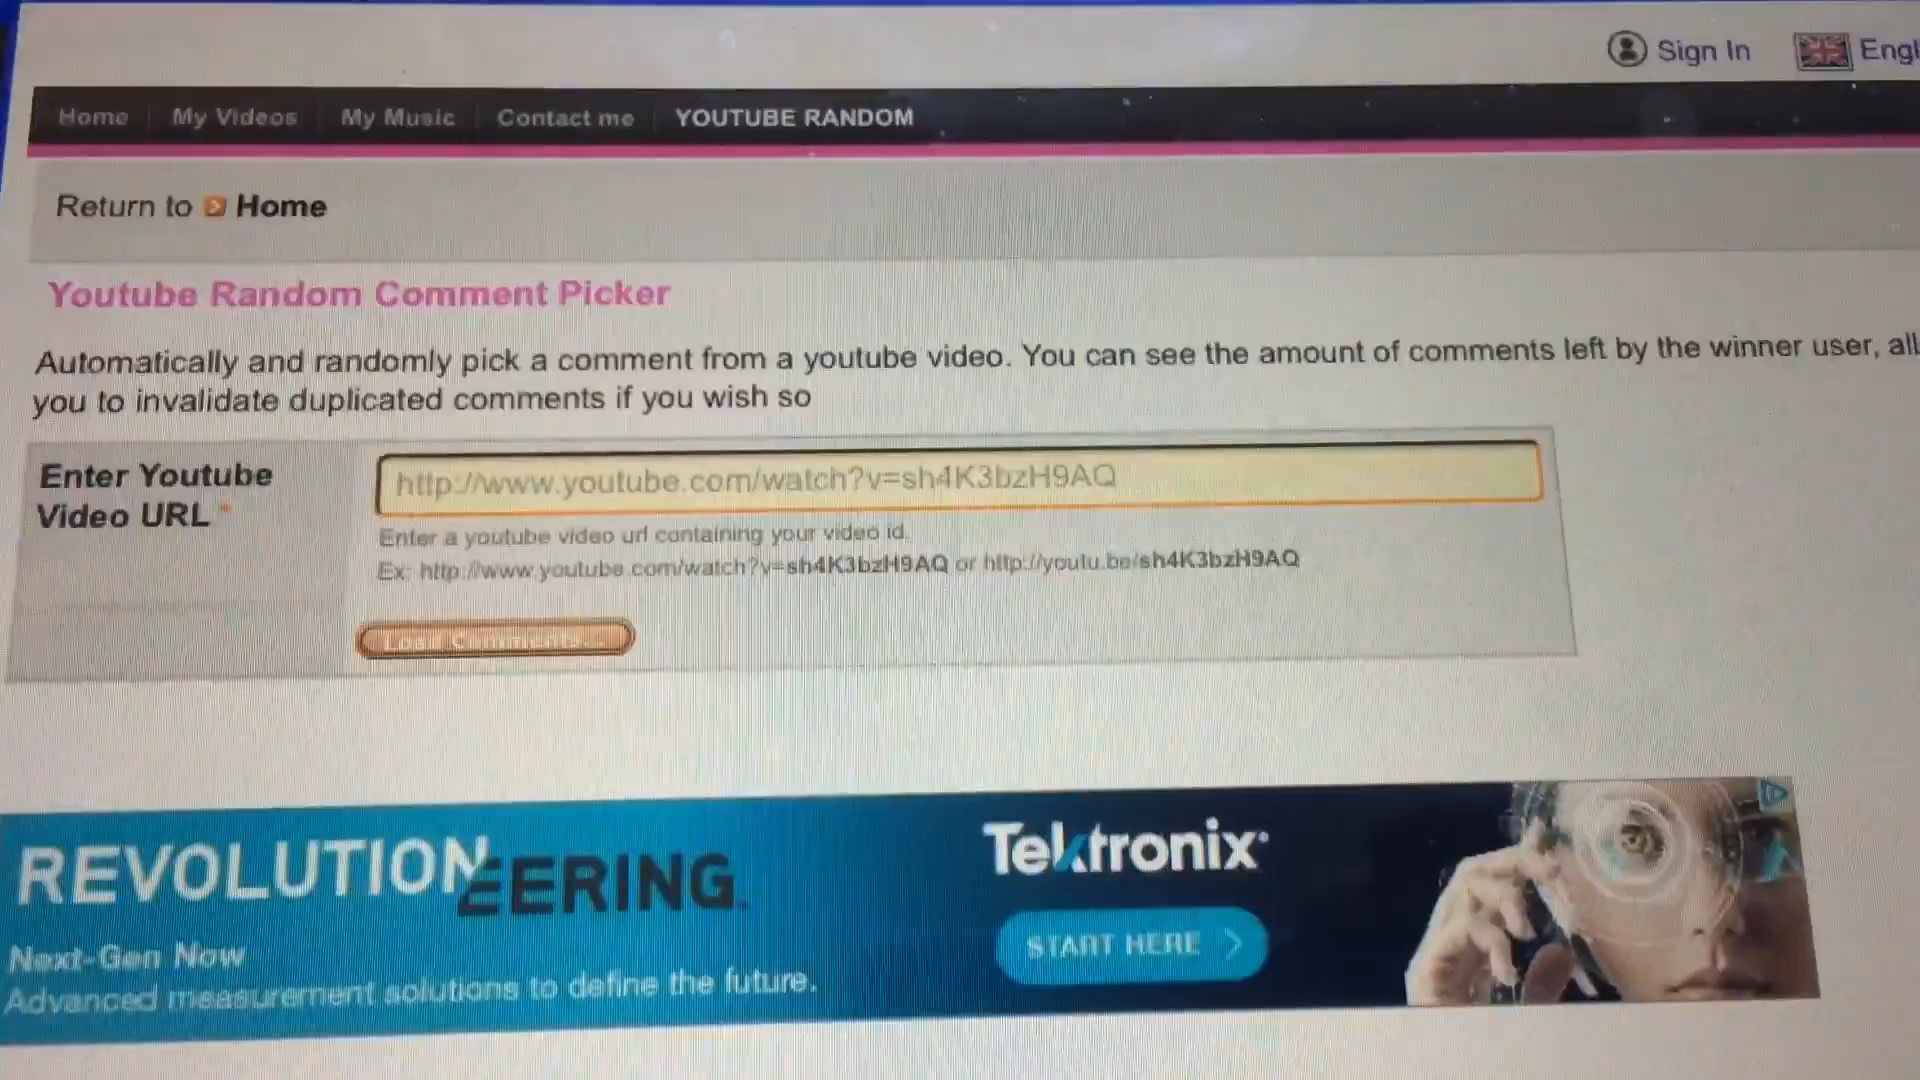 Sign In
Engl
Home
My Videos
My Music
Contact me
YOUTUBE RANDOM
Return to Home
Youtube Random Comment Picker
Automatically and randomly pick a comment from a youtube video. You can see the amount of comments left by the winner user, all
you to invalidate duplicated comments if you wish so
Enter Youtube
Video URL *
http://www.youtube.com/watch?v=sh4K3bzH9AQ
Enter a youtube video url containing your video id.
Ex: http://www.youtube.com/watch?v=sh4K3bzH9AQ or http://youtu.be/sh4K3bzH9AQ
Load Comments...
REVOLUTIONEERING
Tektronix
START HERE
Next-Gen Now
Advanced measurement solutions to define the future.